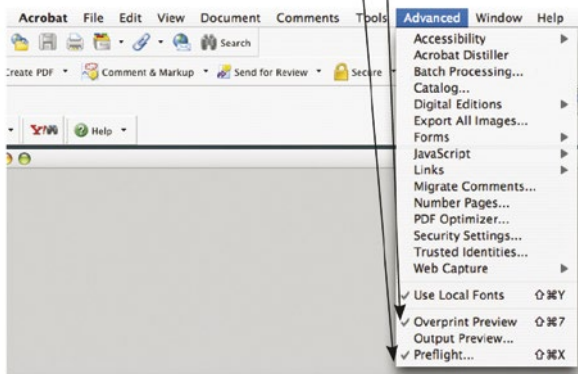 Acrobat File Edit View Document Comments Tools Advanced Window Help
Search
Create PDF Comment & Markup Send for Review Secure
Y! Help
Accessibility
Acrobat Distiller
Batch Processing...
Catalog...
Digital Editions
Export All Images...
Forms
JavaScript
Links
Migrate Comments...
Number Pages...
PDF Optimizer...
Security Settings...
Trusted Identities...
Web Capture
✓ Use Local Fonts ⇧⌘Y
✓ Overprint Preview ⇧⌘7
Output Preview...
✓ Preflight... ⇧⌘X